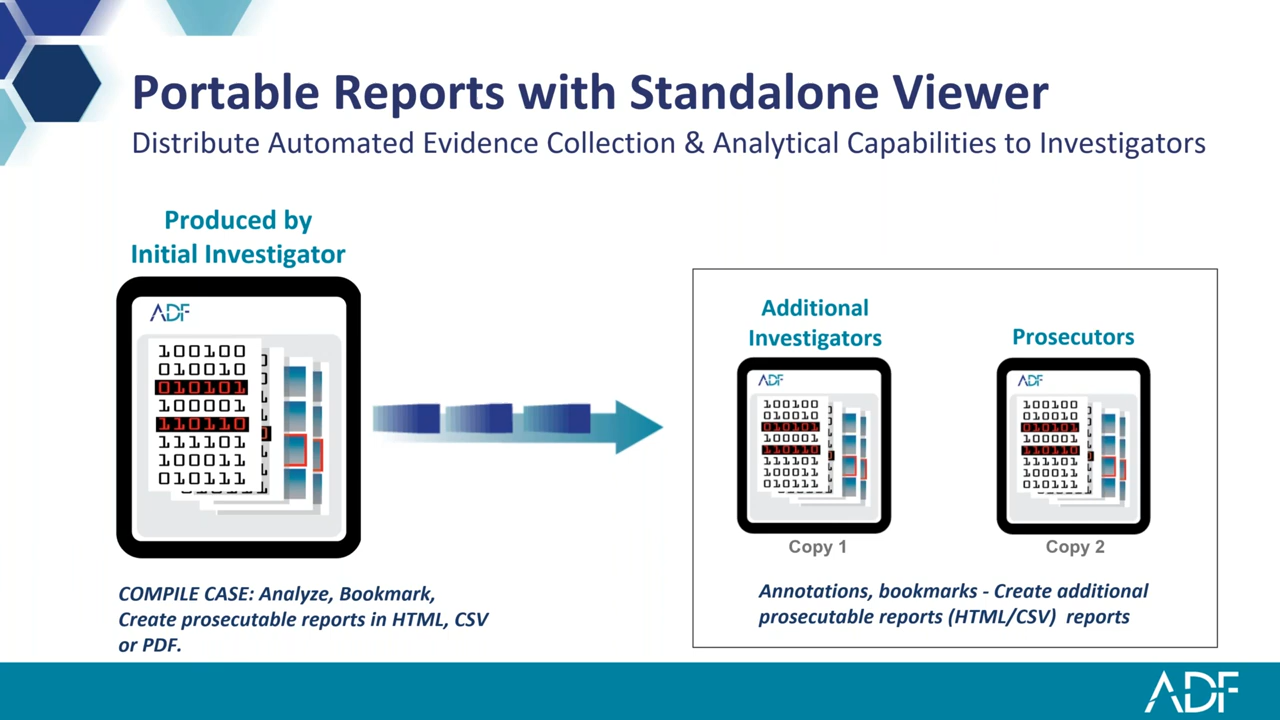 Portable Reports with Standalone Viewer
Distribute Automated Evidence Collection & Analytical Capabilities to Investigators
Produced by
Initial Investigator
ADF
100100
010010
010101
100001
110110
111101
100011
010111
COMPILE CASE: Analyze, Bookmark,
Create prosecutable reports in HTML, CSV
or PDF.
Additional
Investigators
ADF
100100
010010
010101
100001
110110
111101
100011
010111
Copy 1
Prosecutors
ADF
100100
010010
010101
100001
110110
111101
100011
010111
Copy 2
Annotations, bookmarks - Create additional
prosecutable reports (HTML/CSV) reports
ADF